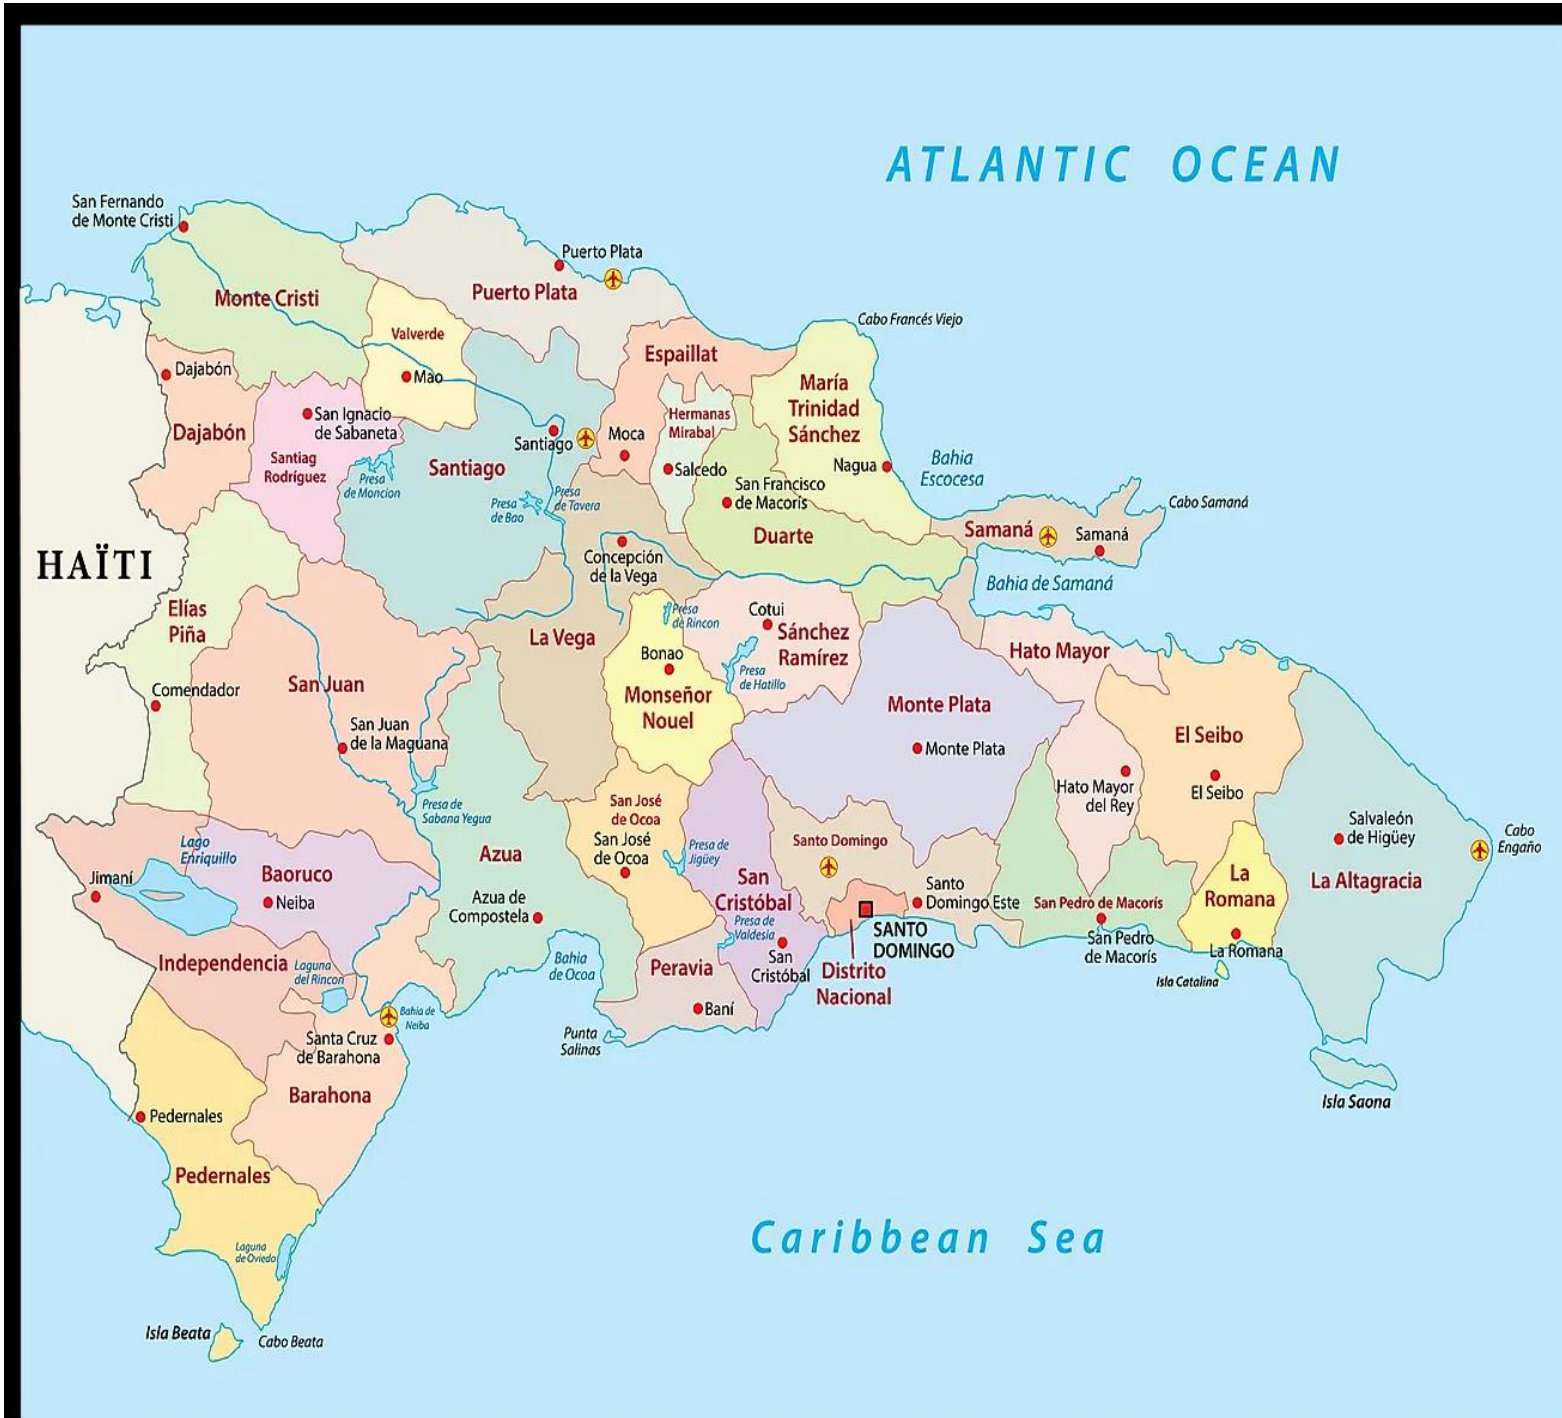 ATLANTIC OCEAN
San Fernando
de Monte Cristi
Puerto Plata
Monte Cristi
Puerto Plata
Cabo Francés Viejo
Valverde
Espaillat
Dajabón
Mao
María
Trinidad
Sánchez
San Ignacio
de Sabaneta
Hermanas
Mirabal
Dajabón
Santiago
Moca
Santiag
Rodríguez
Santiago
Salcedo
Nagua
Bahia
Escocesa
Presa
de Moncion
San Francisco
de Macorís
Presa
de Bao
Presa
de Tavera
Cabo Samaná
Duarte
Samaná
Samaná
HAÏTI
Concepción
de la Vega
Bahia de Samaná
Elías
Piña
La Vega
Presa
de Rincon
Cotui
Sánchez
Ramírez
Hato Mayor
Bonao
Presa
de Hatillo
San Juan
Comendador
Monseñor
Nouel
Monte Plata
San Juan
de la Maguana
Monte Plata
El Seibo
Hato Mayor
del Rey
El Seibo
Presa de
Sabana Yegua
San José
de Ocoa
San José
de Ocoa
Santo Domingo
Salvaleón
de Higüey
Cabo
Engaño
Lago
Enriquillo
Azua
Presa de
Jigüey
Jimaní
Baoruco
Neiba
San
Cristóbal
La
Romana
La Altagracia
Azua de
Compostela
Santo
Domingo Este
San Pedro de Macorís
Presa de
Valdesia
SANTO
DOMINGO
San Pedro
de Macorís
La Romana
Independencia
Laguna
del Rincon
Bahia
de Ocoa
Peravia
San
Cristóbal
Distrito
Nacional
Isla Catalina
Baní
Bahia de
Neiba
Santa Cruz
de Barahona
Punta
Salinas
Barahona
Isla Saona
Pedernales
Pedernales
Caribbean Sea
Laguna
de Oviedo
Isla Beata
Cabo Beata